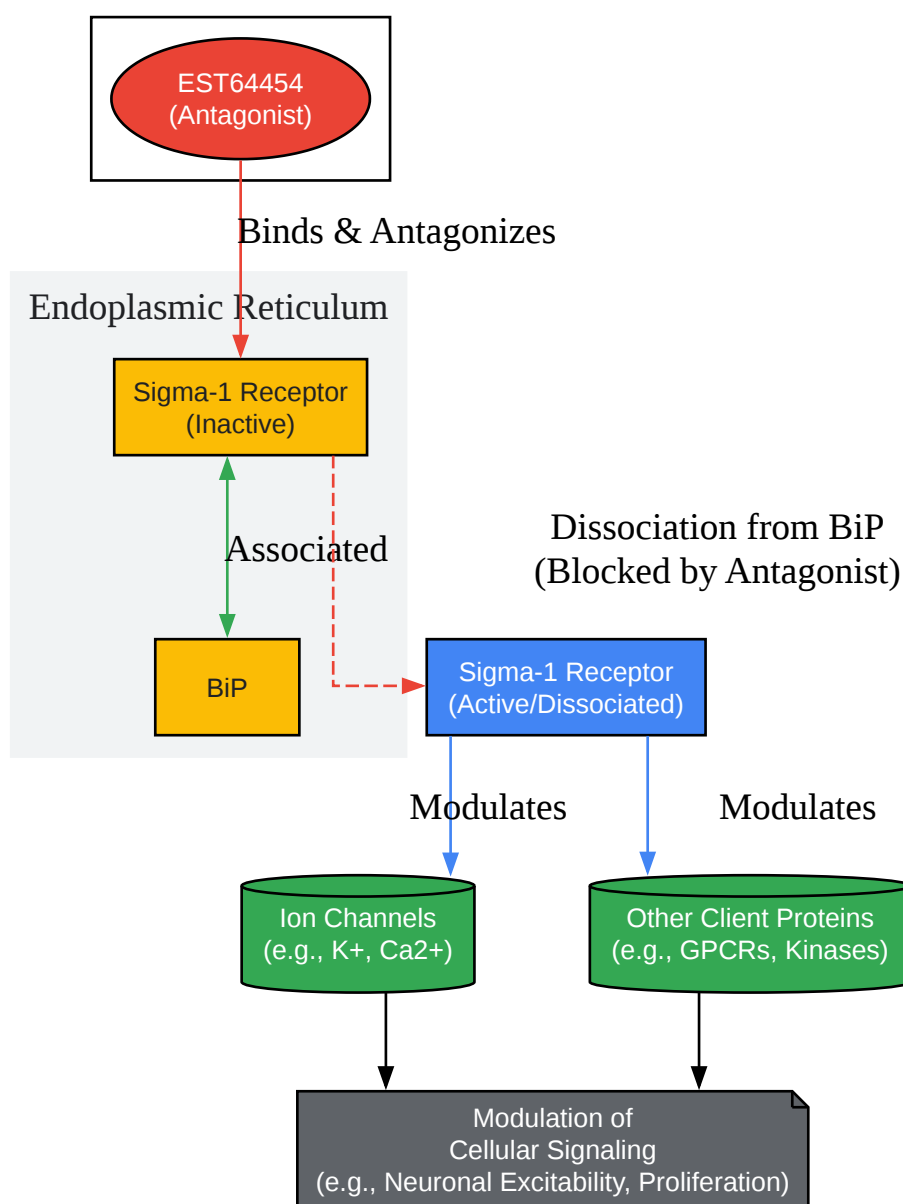 EST64454
(Antagonist)
Binds & Antagonizes
Endoplasmic Reticulum
Sigma-1 Receptor
(Inactive)
Associated
Dissociation from BiP
(Blocked by Antagonist)
BiP
Sigma-1 Receptor
(Active/Dissociated)
Modulates
Modulates
Ion Channels
(e.g., K+, Ca2+)
Other Client Proteins
(e.g., GPCRs, Kinases)
Modulation of
Cellular Signaling
(e.g., Neuronal Excitability, Proliferation)